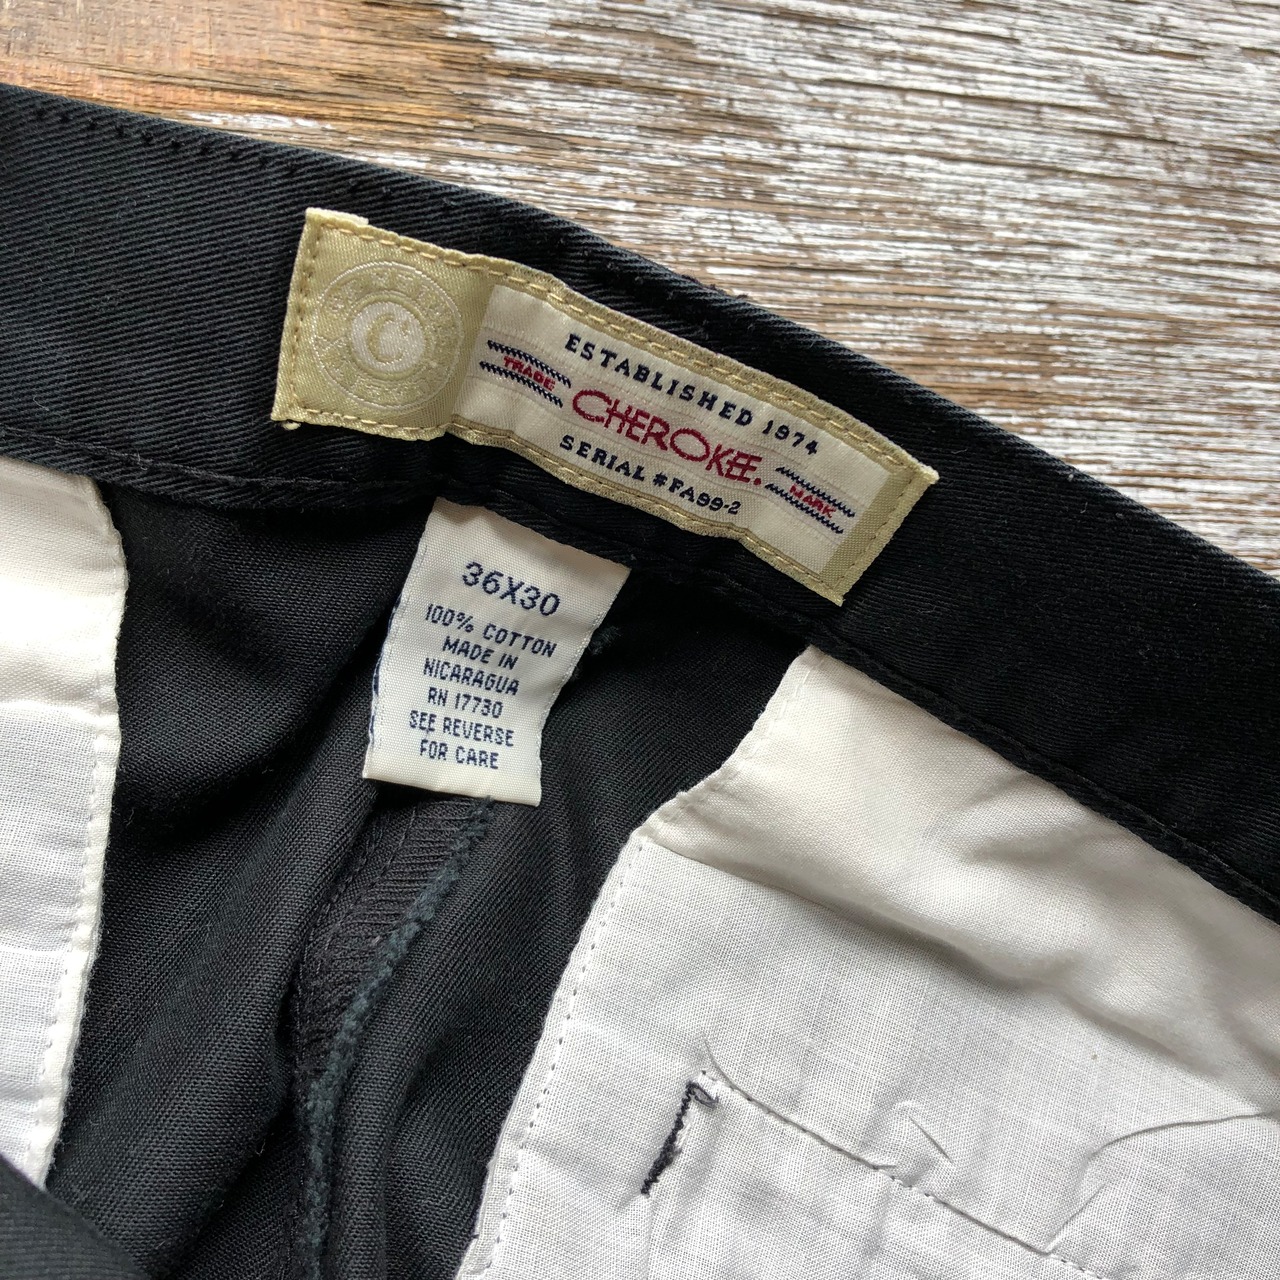 C
ESTABLISHED 1974
TRADE
CHEROKEE.
MARK
SERIAL #FA99-2
36X30
100% COTTON
MADE IN
NICARAGUA
RN 17730
SEE REVERSE
FOR CARE